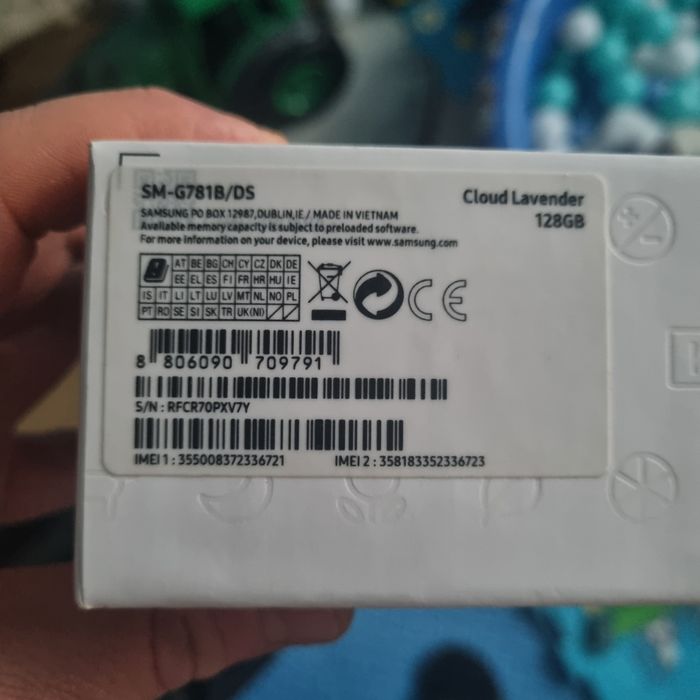 SM-G781B/DS
Cloud Lavender
128GB
SAMSUNG PO BOX 12987,DUBLIN,IE / MADE IN VIETNAM
Available memory capacity is subject to preloaded software.
For more information on your device, please visit www.samsung.com
AT BE BG CH CY CZ DK DE
EE EL ES FI FR HR HU IE
IS IT LI LT LU LV MT NL NO PL
PT RO SE SI SK TR UK(NI)
CE
8 806090 709791
S/N : RFCR70PXV7Y
IMEI 1 : 355008372336721
IMEI 2 : 358183352336723